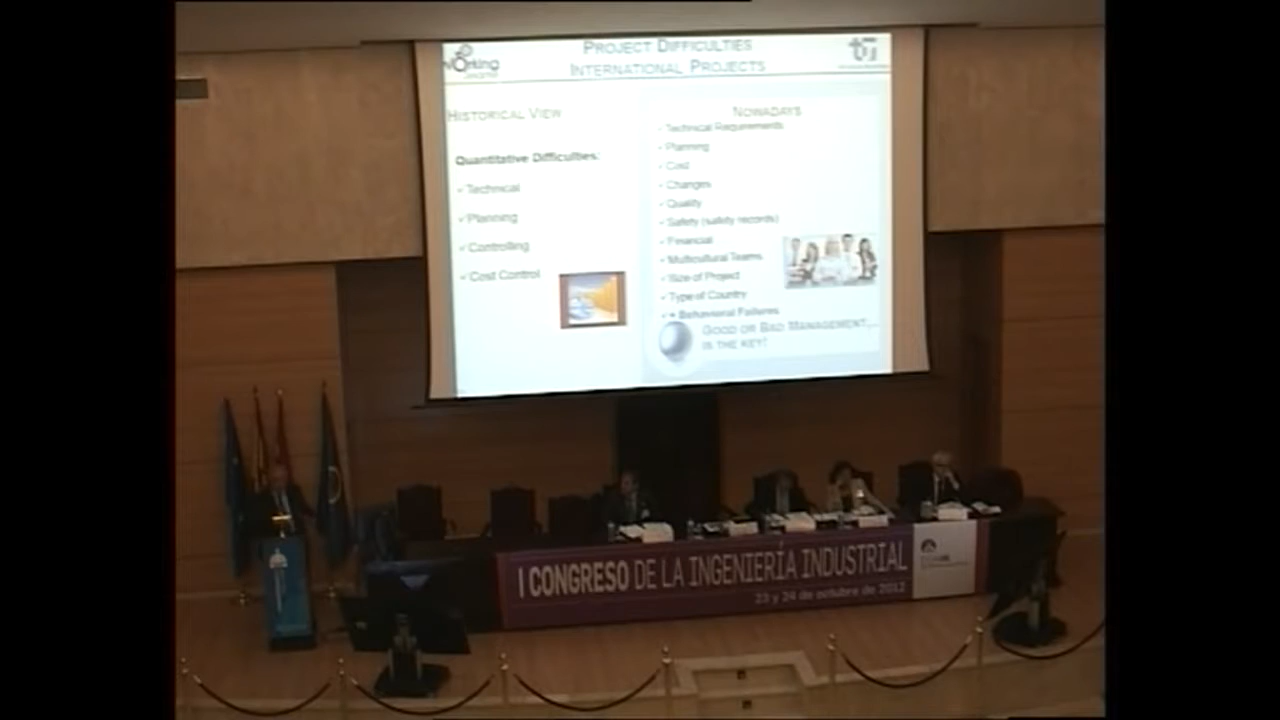 Working
PROJECT DIFFICULTIES
INTERNATIONAL PROJECTS
HISTORICAL VIEW
Quantitative Difficulties:
✓Technical
✓Planning
✓Controlling
✓Cost Control
NOWADAYS
✓Technical Requirements
✓Planning
✓Cost
✓Changes
✓Quality
✓Safety (safety records)
✓Financial
✓Multicultural Teams
✓Size of Project
✓Type of Country
✓+ Behavioral Failures
GOOD OR BAD MANAGEMENT...
IS THE KEY!
I CONGRESO DE LA INGENIERÍA INDUSTRIAL
23 y 24 de octubre de 2012